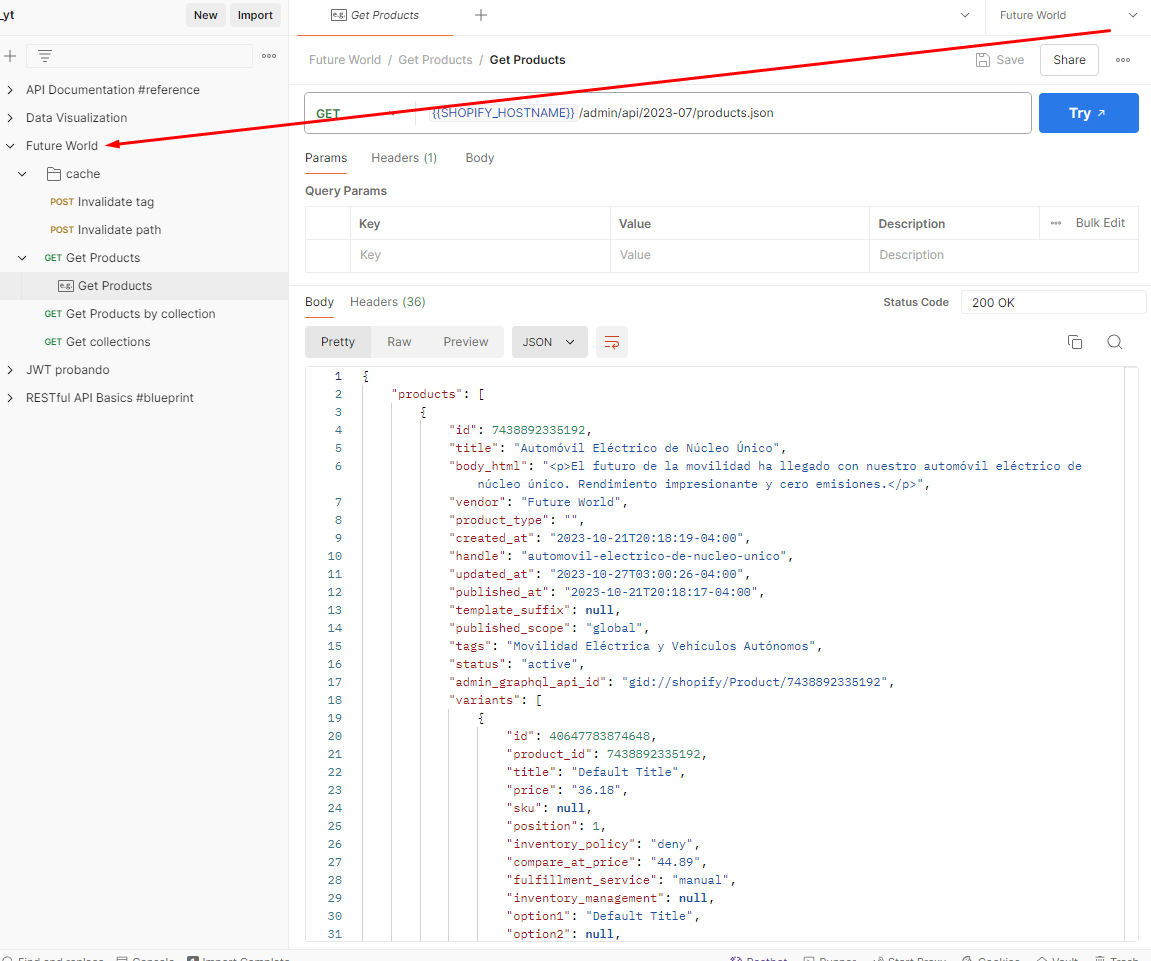 _yt
New
Import
API Documentation #reference
Data Visualization
Future World
cache
POST Invalidate tag
POST Invalidate path
GET Get Products
e.g. Get Products
GET Get Products by collection
GET Get collections
JWT probando
RESTful API Basics #blueprint
e.g. Get Products
Future World
Future World / Get Products / Get Products
Save
Share
GET
{{SHOPIFY_HOSTNAME}} /admin/api/2023-07/products.json
Try
Params Headers (1) Body
Query Params
Key Value Description Bulk Edit
Key Value Description
Body Headers (36)
Status Code 200 OK
Pretty Raw Preview JSON
1 {
2 "products": [
3 {
4 "id": 7438892335192,
5 "title": "Automóvil Eléctrico de Núcleo Único",
6 "body_html": "<p>El futuro de la movilidad ha llegado con nuestro automóvil eléctrico de
núcleo único. Rendimiento impresionante y cero emisiones.</p>",
7 "vendor": "Future World",
8 "product_type": "",
9 "created_at": "2023-10-21T20:18:19-04:00",
10 "handle": "automovil-electrico-de-nucleo-unico",
11 "updated_at": "2023-10-27T03:00:26-04:00",
12 "published_at": "2023-10-21T20:18:17-04:00",
13 "template_suffix": null,
14 "published_scope": "global",
15 "tags": "Movilidad Eléctrica y Vehículos Autónomos",
16 "status": "active",
17 "admin_graphql_api_id": "gid://shopify/Product/7438892335192",
18 "variants": [
19 {
20 "id": 40647783874648,
21 "product_id": 7438892335192,
22 "title": "Default Title",
23 "price": "36.18",
24 "sku": null,
25 "position": 1,
26 "inventory_policy": "deny",
27 "compare_at_price": "44.89",
28 "fulfillment_service": "manual",
29 "inventory_management": null,
30 "option1": "Default Title",
31 "option2": null,
Find and replace Console Import Complete Postbot Runner Start Proxy Cookies Vault Trash